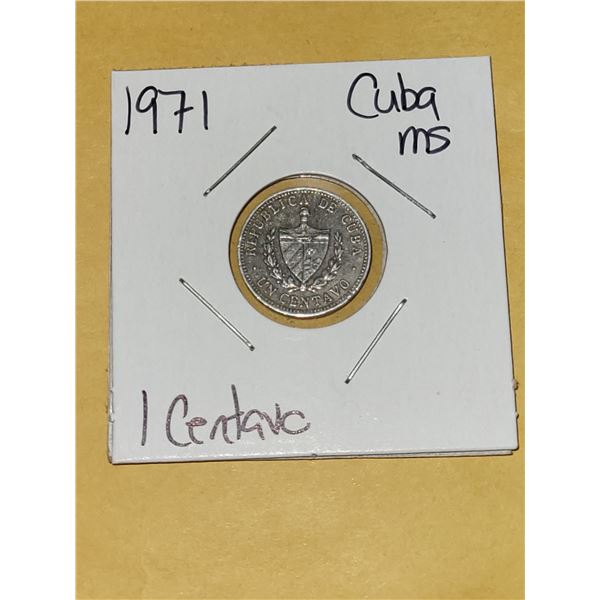 1971
Cuba
ms
REPUBLICA DE CUBA
UN CENTAVO
1 Centavo